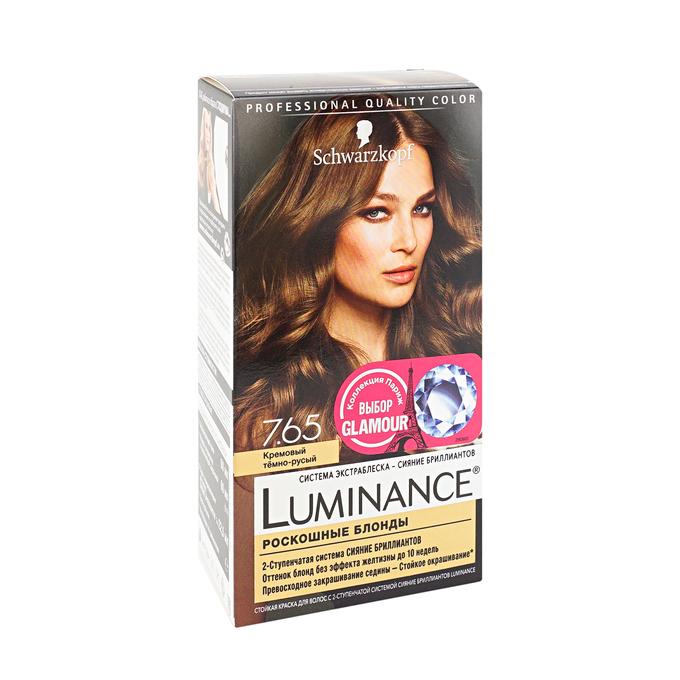 PROFESSIONAL QUALITY COLOR
Schwarzkopf
Коллекция Париж
ВЫБОР
GLAMOUR
7.65
Кремовый
тёмно-русый
СИСТЕМА ЭКСТРАБЛЕСКА – СИЯНИЕ БРИЛЛИАНТОВ
LUMINANCE®
РОСКОШНЫЕ БЛОНДЫ
2-Ступенчатая система СИЯНИЕ БРИЛЛИАНТОВ
Оттенок блонд без эффекта желтизны до 10 недель
Превосходное закрашивание седины – Стойкое окрашивание*
СТОЙКАЯ КРАСКА ДЛЯ ВОЛОС С 2-СТУПЕНЧАТОЙ СИСТЕМОЙ СИЯНИЕ БРИЛЛИАНТОВ LUMINANCE